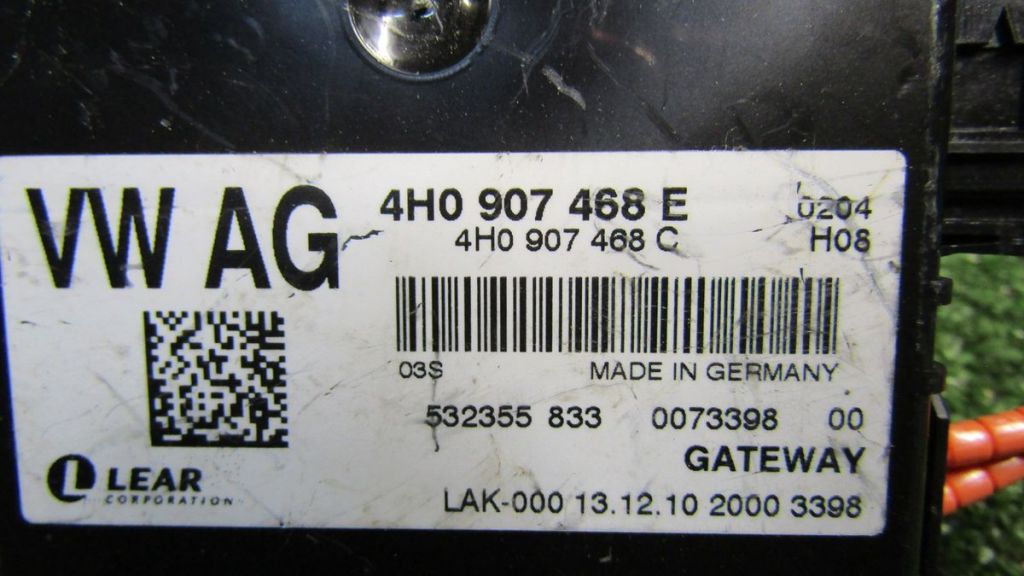 VW AG
4H0 907 468 E 0204
4H0 907 468 C H08
03S MADE IN GERMANY
532355 833 0073398 00
GATEWAY
LEAR
CORPORATION
LAK-000 13.12.10 2000 3398